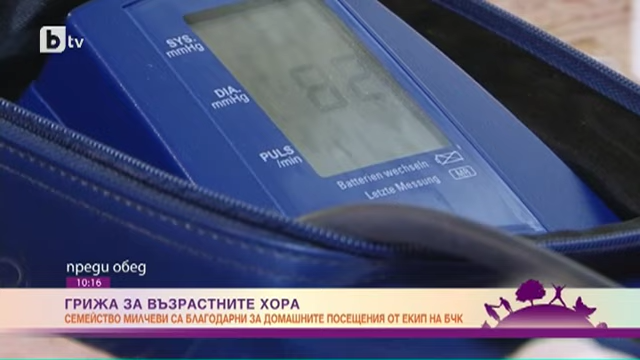 btv
SYS.
mmHg
DIA.
mmHg
PULS
/min
Batterien wechseln
Letzte Messung
MR
преди обед
10:16
ГРИЖА ЗА ВЪЗРАСТНИТЕ ХОРА
СЕМЕЙСТВО МИЛЧЕВИ СА БЛАГОДАРНИ ЗА ДОМАШНИТЕ ПОСЕЩЕНИЯ ОТ ЕКИП НА БЧК